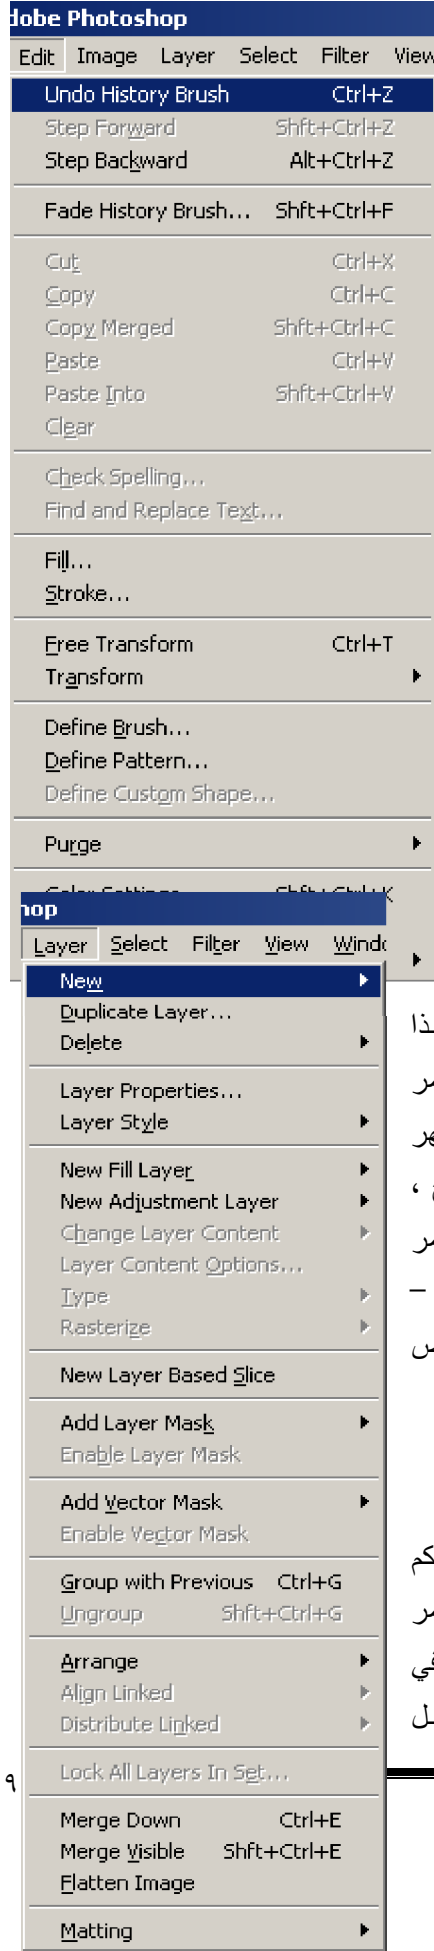 dobe Photoshop
Edit Image Layer Select Filter View
Undo History Brush Ctrl+Z
Step Forward Shft+Ctrl+Z
Step Backward Alt+Ctrl+Z
Fade History Brush... Shft+Ctrl+F
Cut Ctrl+X
Copy Ctrl+C
Copy Merged Shft+Ctrl+C
Paste Ctrl+V
Paste Into Shft+Ctrl+V
Clear
Check Spelling...
Find and Replace Text...
Fill...
Stroke...
Free Transform Ctrl+T
Transform
Define Brush...
Define Pattern...
Define Custom Shape...
Purge
Color Settings Shft+Ctrl+K
hop
Layer Select Filter View Windo
New
Duplicate Layer...
Delete
Layer Properties...
Layer Style
New Fill Layer
New Adjustment Layer
Change Layer Content
Layer Content Options...
Type
Rasterize
New Layer Based Slice
Add Layer Mask
Enable Layer Mask
Add Vector Mask
Enable Vector Mask
Group with Previous Ctrl+G
Ungroup Shft+Ctrl+G
Arrange
Align Linked
Distribute Linked
Lock All Layers In Set...
٩
Merge Down Ctrl+E
Merge Visible Shft+Ctrl+E
Flatten Image
Matting